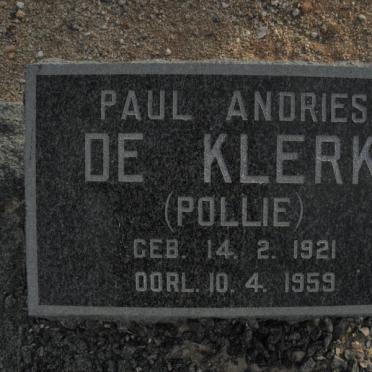 PAUL ANDRIES
DE KLERK
(POLLIE)
GEB. 14. 2. 1921
OORL. 10. 4. 1959